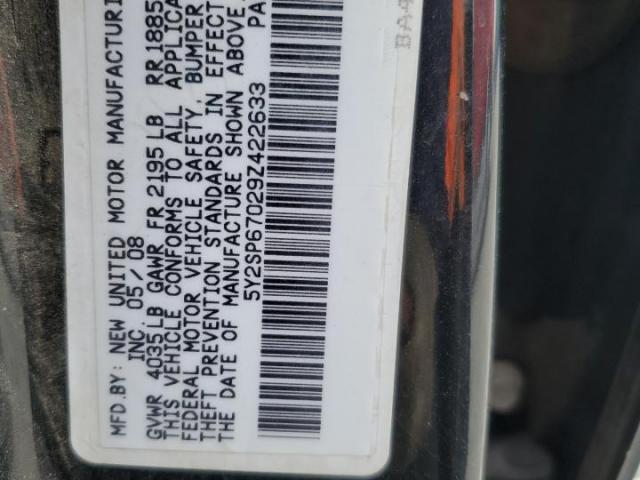 MFD.BY: NEW UNITED MOTOR MANUFACTURI
INC. 05/08
GVWR 4035LB GAWR FR 2195LB RR1885
THIS VEHICLE CONFORMS TO ALL APPLICA
FEDERAL MOTOR VEHICLE SAFETY, BUMPER
THEFT PREVENTION STANDARDS IN EFFECT
THE DATE OF MANUFACTURE SHOWN ABOVE.
5Y2SP67029Z422633 PA